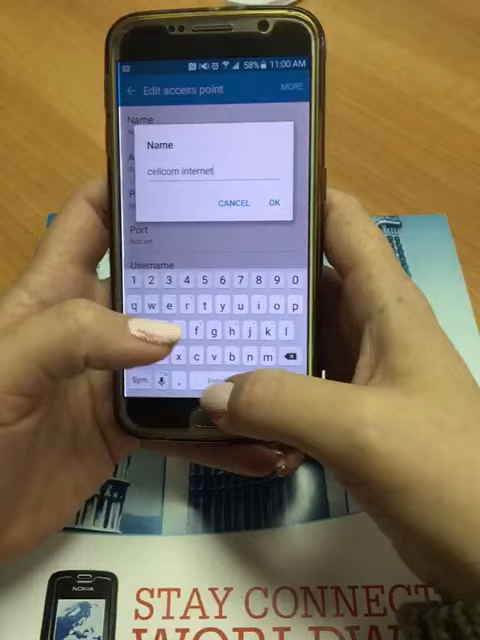 58% 11:00 AM
Edit access point MORE
Name
Name
cellcom internet
CANCEL OK
Port
Not set
Username
1 2 3 4 5 6 7 8 9 0
q w e r t y u i o p
f g h j k l
x c v b n m
Sym ,
NOKIA
STAY CONNECT
WORLDW